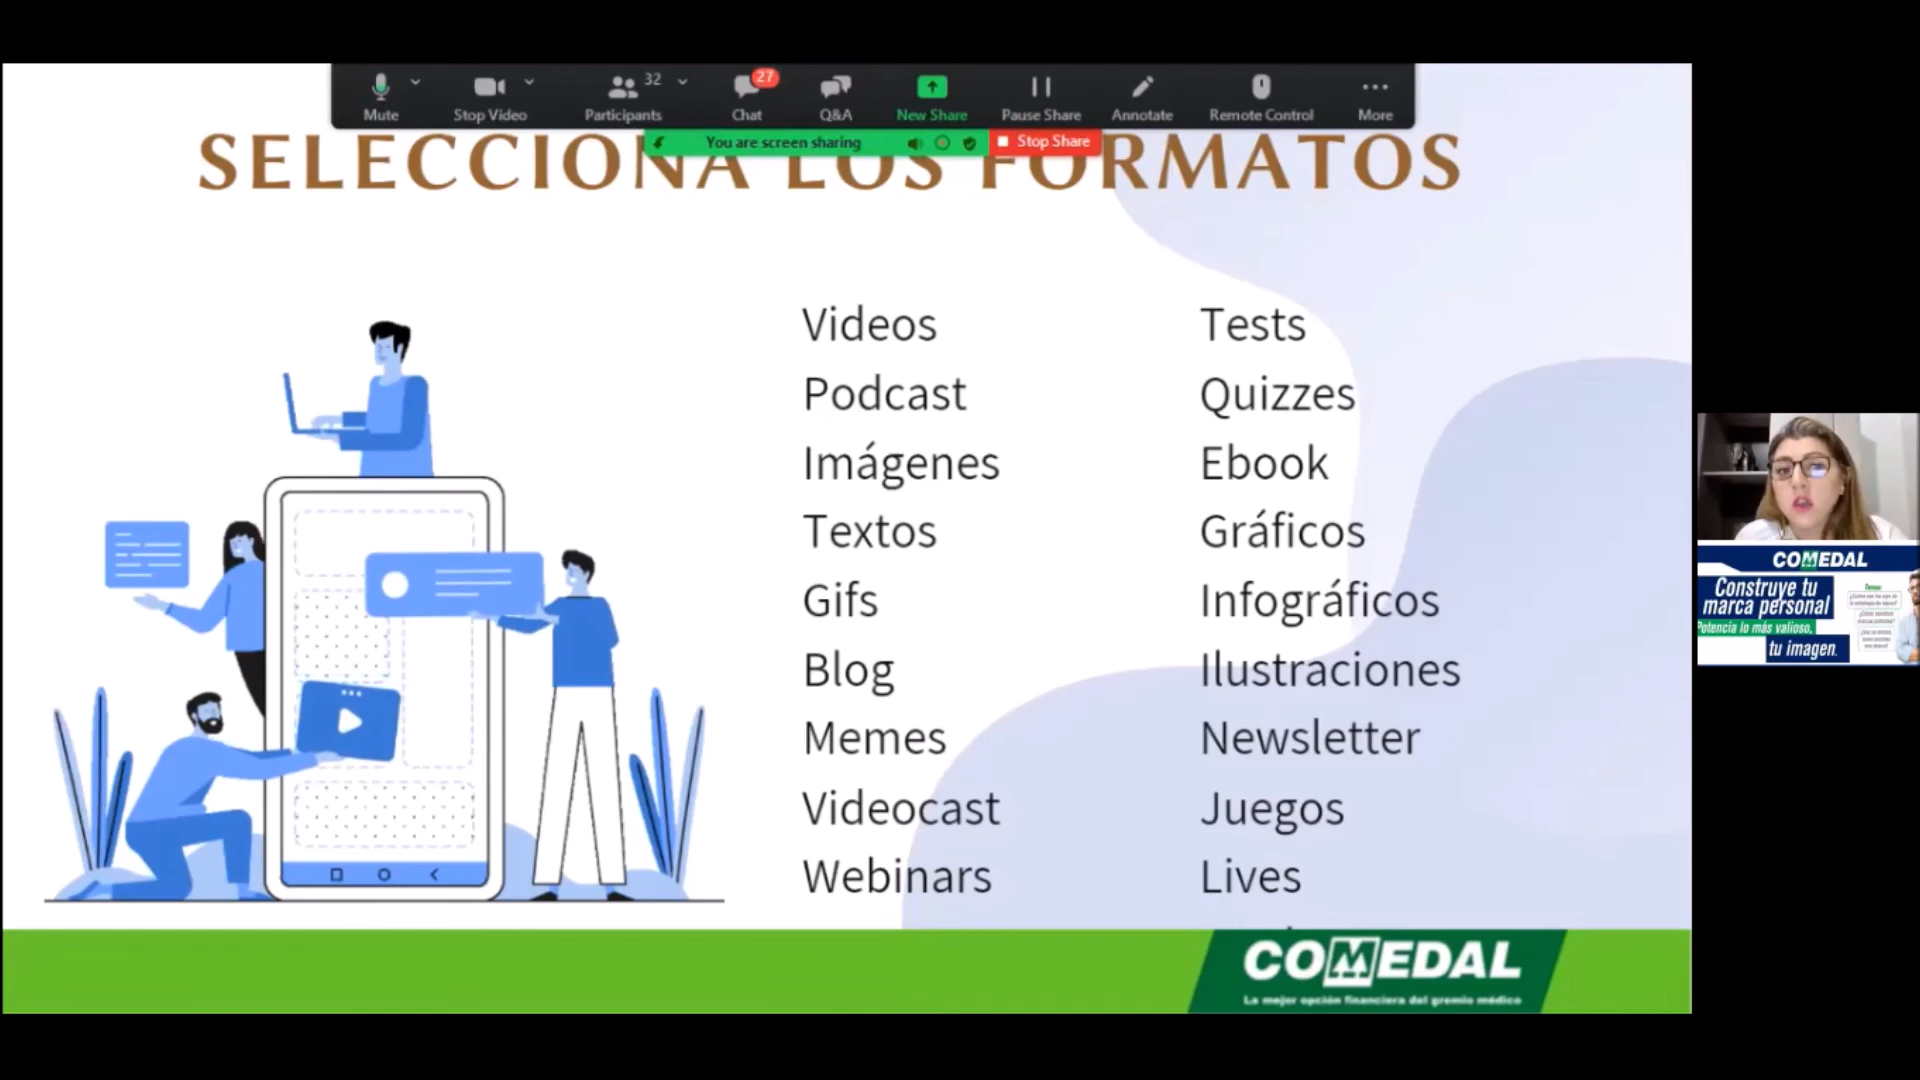 Mute
Stop Video
32
Participants
27
Chat
Q&A
New Share
Pause Share
Annotate
Remote Control
More
You are screen sharing
Stop Share
SELECCIONA LOS FORMATOS
Videos
Podcast
Imágenes
Textos
Gifs
Blog
Memes
Videocast
Webinars
Tests
Quizzes
Ebook
Gráficos
Infográficos
Ilustraciones
Newsletter
Juegos
Lives
COMEDAL
La mejor opción financiera del gremio médico
COMEDAL
Construye tu
marca personal
Potencia lo más valioso,
tu imagen.
Temas: